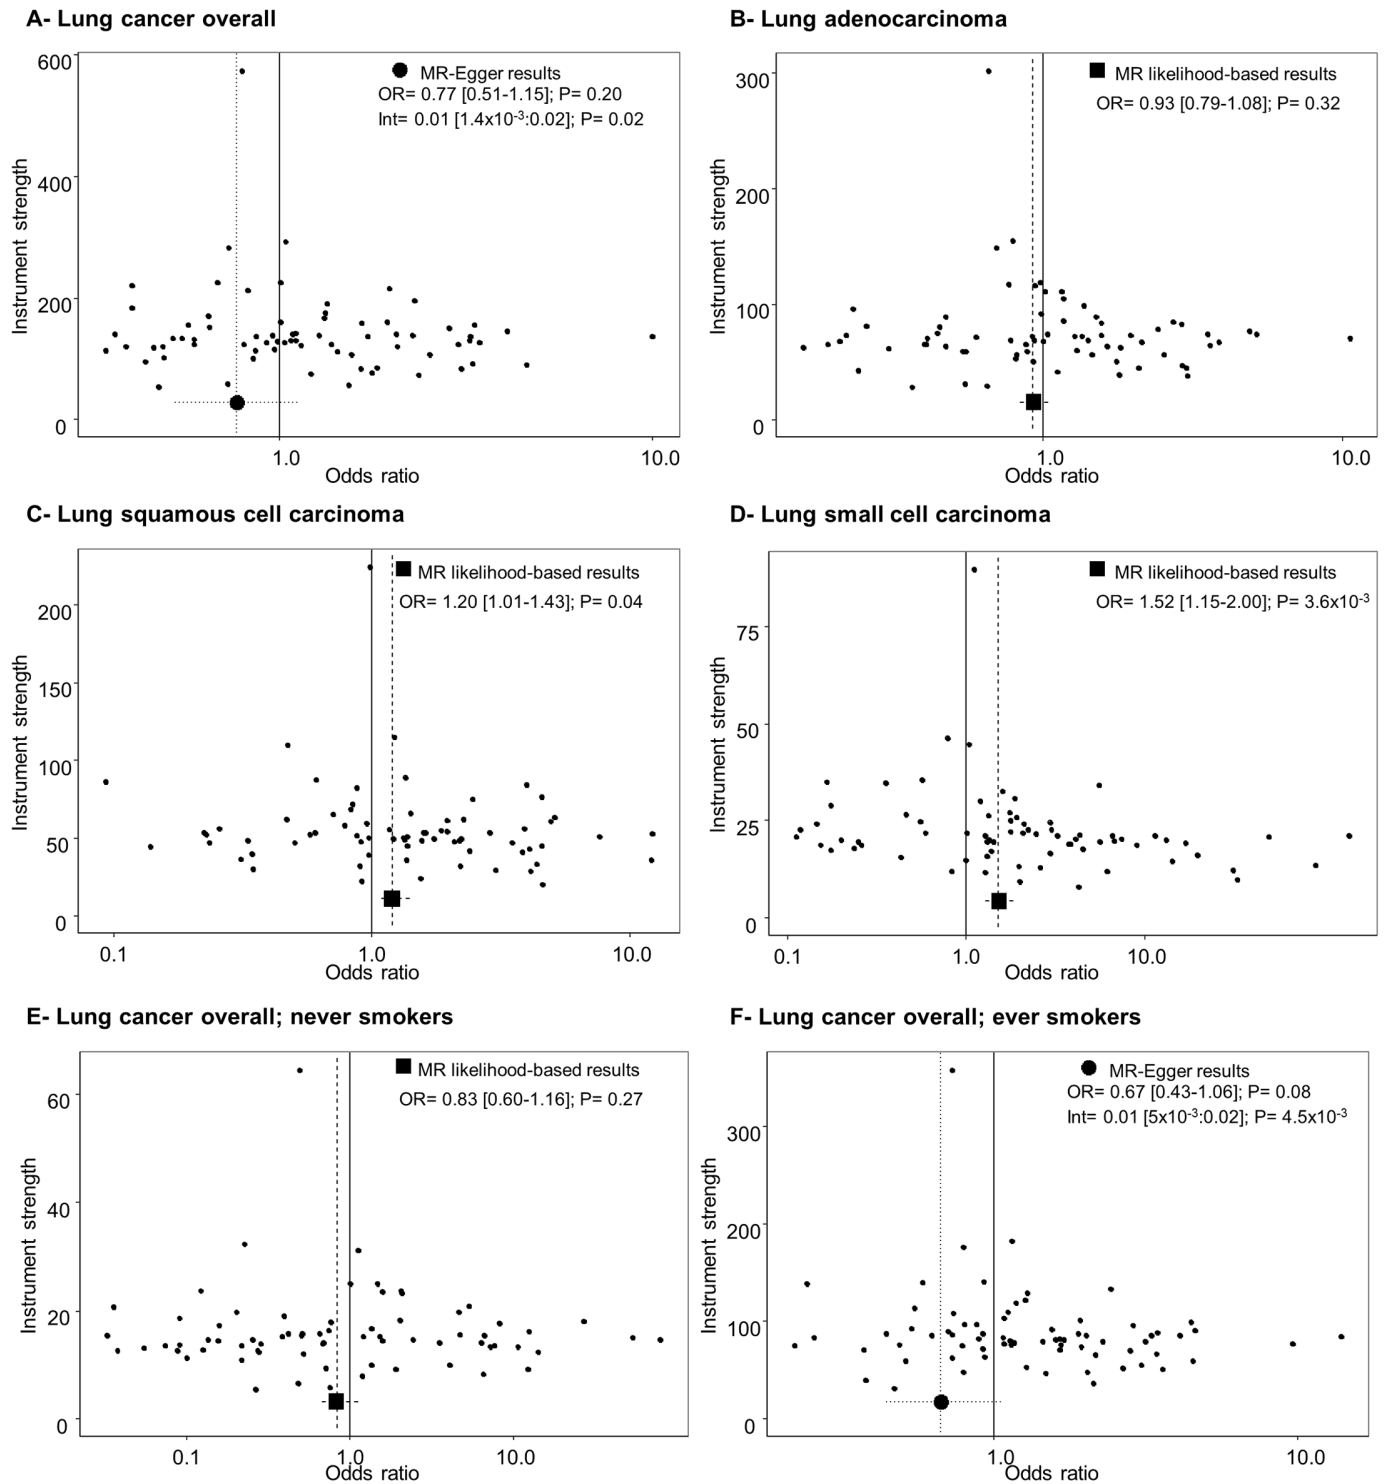 A- Lung cancer overall
600
400
200
0
Instrument strength
MR-Egger results
OR= 0.77 [0.51-1.15]; P= 0.20
Int= 0.01 [1.4x10-3:0.02]; P= 0.02
1.0
10.0
Odds ratio
B- Lung adenocarcinoma
300
200
100
0
Instrument strength
MR likelihood-based results
OR= 0.93 [0.79-1.08]; P= 0.32
1.0
10.0
Odds ratio
C- Lung squamous cell carcinoma
200
150
100
50
0
Instrument strength
MR likelihood-based results
OR= 1.20 [1.01-1.43]; P= 0.04
0.1
1.0
10.0
Odds ratio
D- Lung small cell carcinoma
75
50
25
0
Instrument strength
MR likelihood-based results
OR= 1.52 [1.15-2.00]; P= 3.6x10-3
0.1
1.0
10.0
Odds ratio
E- Lung cancer overall; never smokers
60
40
20
0
Instrument strength
MR likelihood-based results
OR= 0.83 [0.60-1.16]; P= 0.27
0.1
1.0
10.0
Odds ratio
F- Lung cancer overall; ever smokers
300
200
100
0
Instrument strength
MR-Egger results
OR= 0.67 [0.43-1.06]; P= 0.08
Int= 0.01 [5x10-3:0.02]; P= 4.5x10-3
1.0
10.0
Odds ratio